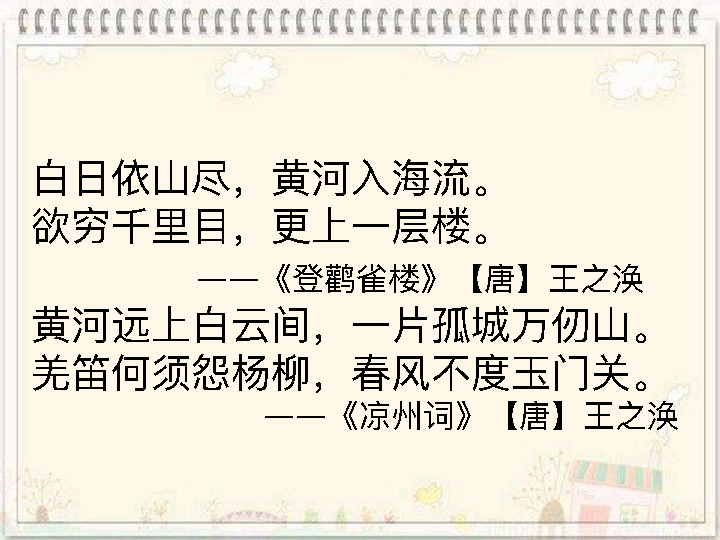 白日依山尽，黄河入海流。
欲穷千里目，更上一层楼。
——《登鹳雀楼》【唐】王之涣
黄河远上白云间，一片孤城万仞山。
羌笛何须怨杨柳，春风不度玉门关。
——《凉州词》【唐】王之涣